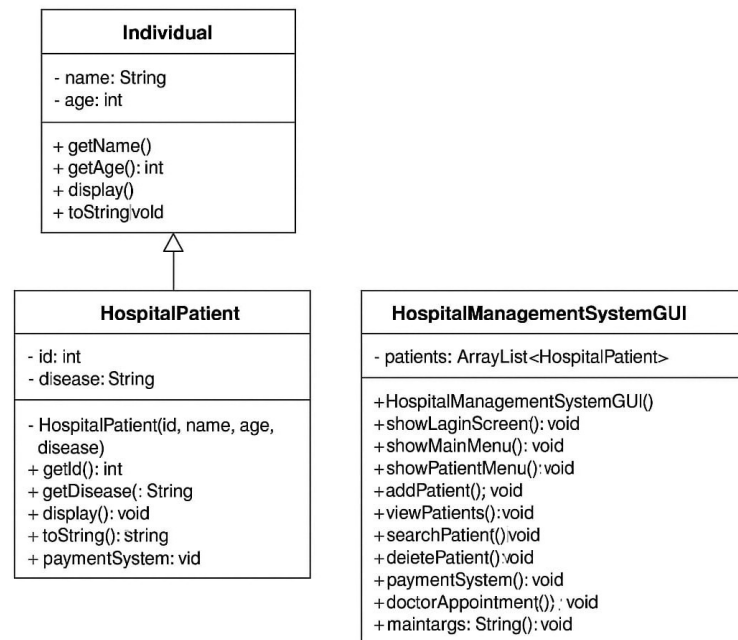 Individual
- name: String
- age: int
+ getName()
+ getAge(): int
+ display()
+ toString|vold
HospitalPatient
- id: int
- disease: String
- HospitalPatient(id, name, age,
disease)
+ getId(): int
+ getDisease(: String
+ display(): void
+ toString(): string
+ paymentSystem: vid
HospitalManagementSystemGUI
- patients: ArrayList<HospitalPatient>
+HospitalManagementSystemGUI()
+showLaginScreen(): void
+showMainMenu(): void
+showPatientMenu(): void
+addPatient(); void
+viewPatients():void
+searchPatient():void
+deietePatient():void
+paymentSystem(): void
+doctorAppointment()): void
+maintargs: String(): void